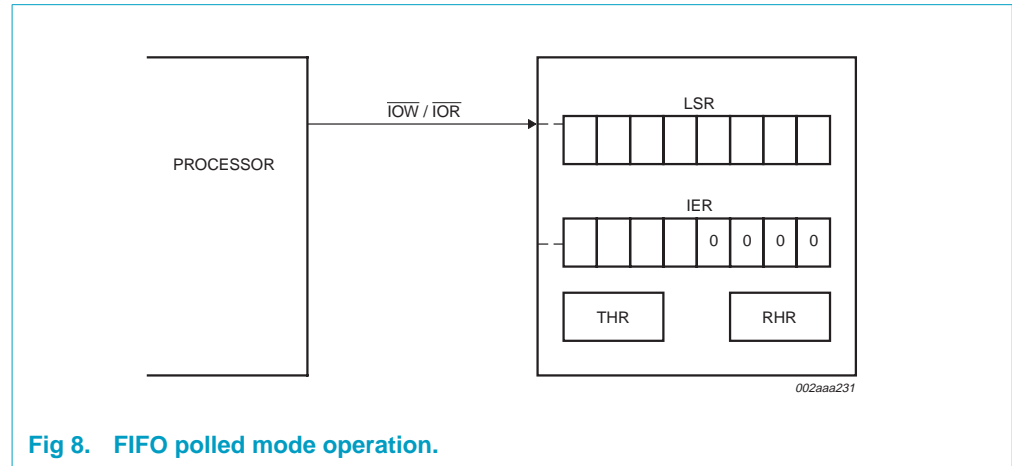 LSR
IOW / IOR
PROCESSOR
IER
0 0 0 0
THR RHR
002aaa231
Fig 8. FIFO polled mode operation.